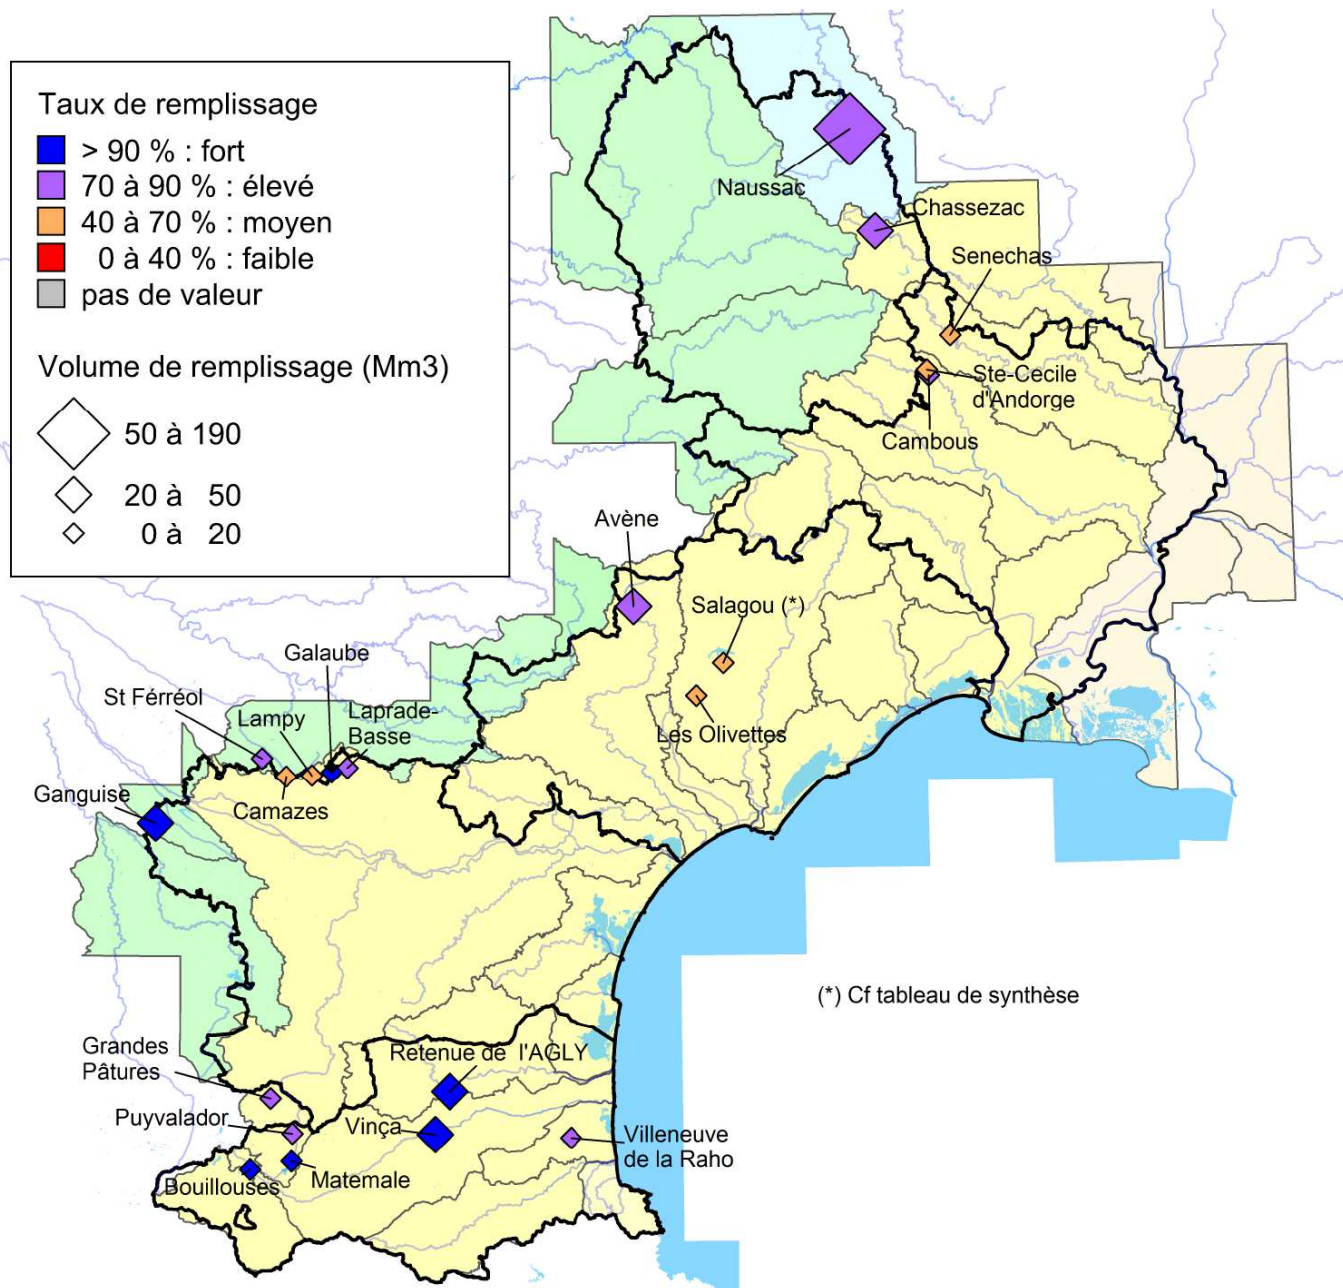 Taux de remplissage
> 90 % : fort
70 à 90 % : élevé
40 à 70 % : moyen
0 à 40 % : faible
pas de valeur
Volume de remplissage (Mm3)
50 à 190
20 à 50
0 à 20
Naussac
Chassezac
Senechas
Ste-Cecile
d'Andorge
Cambous
Avène
Salagou (*)
Les Olivettes
Galaube
St Férréol
Lampy
Laprade-
Basse
Ganguise
Camazes
(*) Cf tableau de synthèse
Grandes
Pâtures
Retenue de l'AGLY
Puyvalador
Vinça
Villeneuve
de la Raho
Bouillouses
Matemale